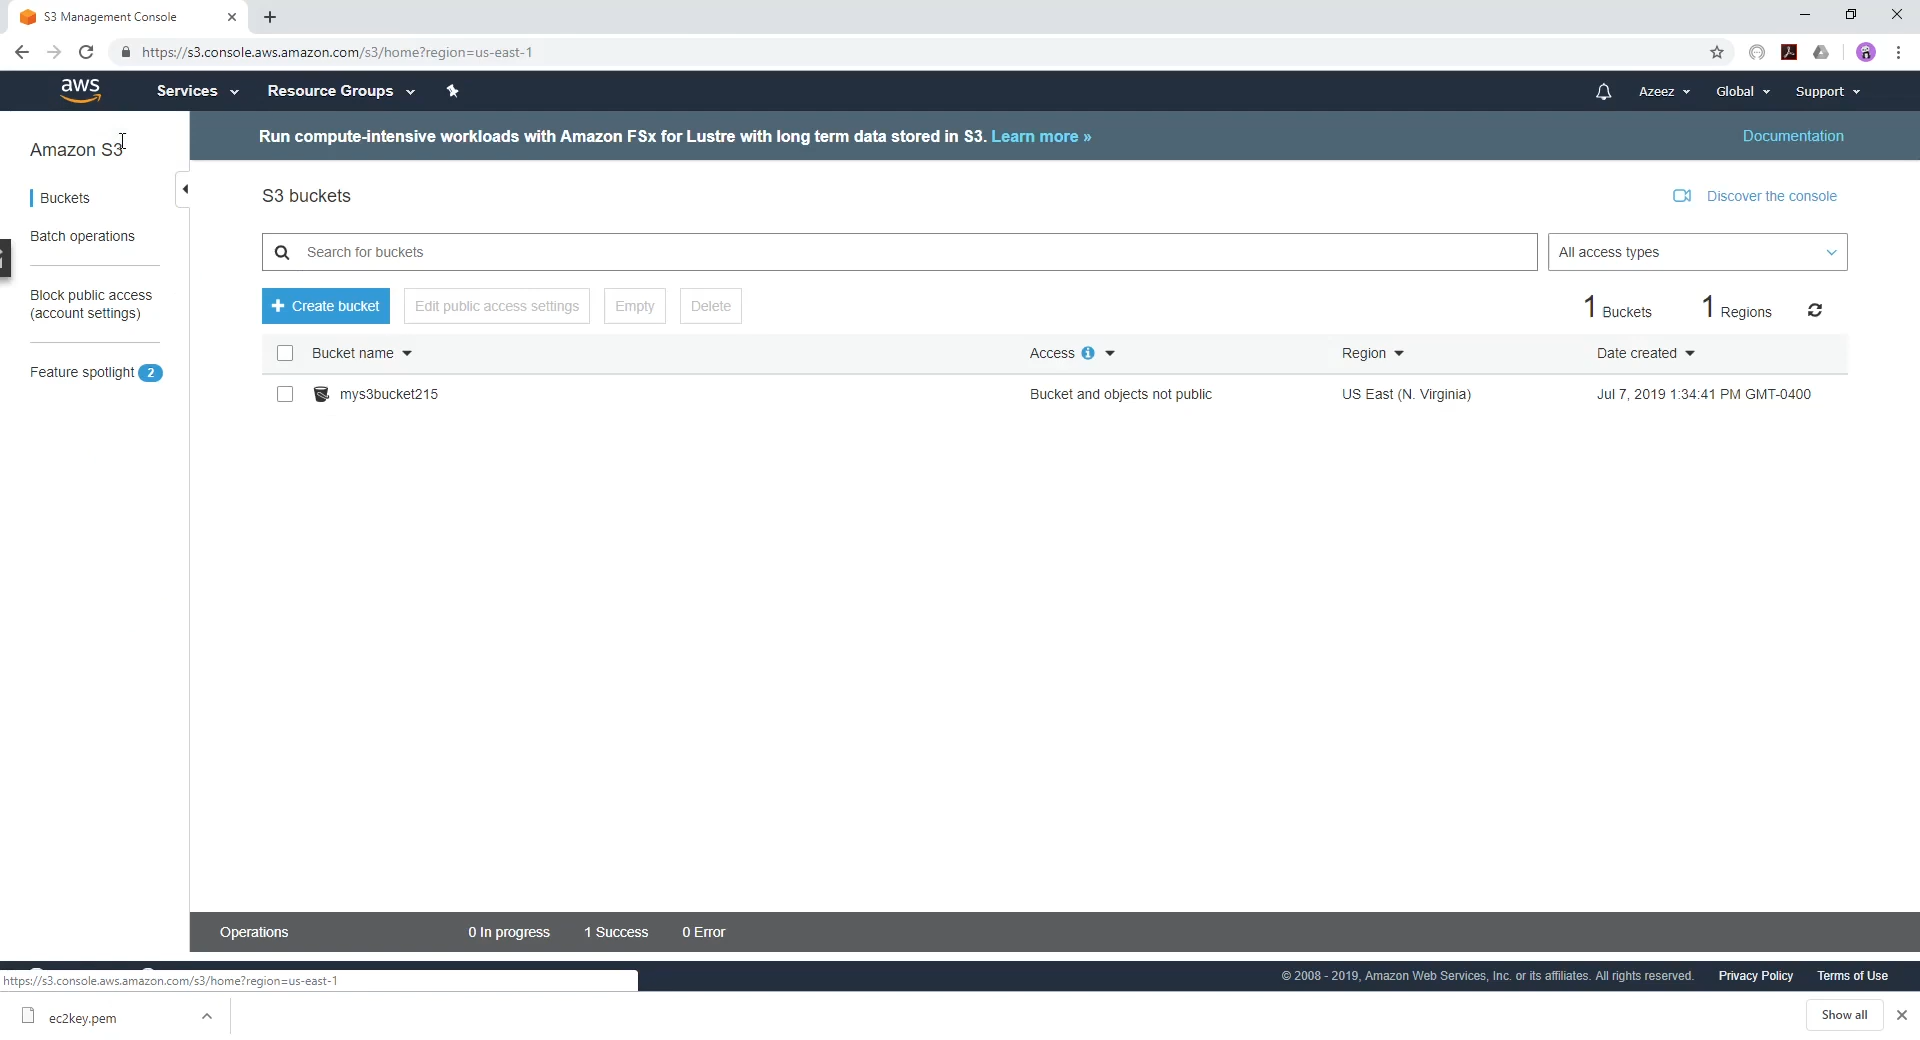 S3 Management Console
https://s3.console.aws.amazon.com/s3/home?region=us-east-1
aws
Services
Resource Groups
Azeez
Global
Support
Amazon S3
Buckets
Batch operations
Block public access
(account settings)
Feature spotlight 2
Run compute-intensive workloads with Amazon FSx for Lustre with long term data stored in S3. Learn more »
Documentation
S3 buckets
Discover the console
Search for buckets
All access types
+ Create bucket
Edit public access settings
Empty
Delete
1 Buckets
1 Regions
Bucket name
Access
Region
Date created
mys3bucket215
Bucket and objects not public
US East (N. Virginia)
Jul 7, 2019 1:34:41 PM GMT-0400
Operations
0 In progress
1 Success
0 Error
https://s3.console.aws.amazon.com/s3/home?region=us-east-1
© 2008 - 2019, Amazon Web Services, Inc. or its affiliates. All rights reserved.
Privacy Policy
Terms of Use
ec2key.pem
Show all